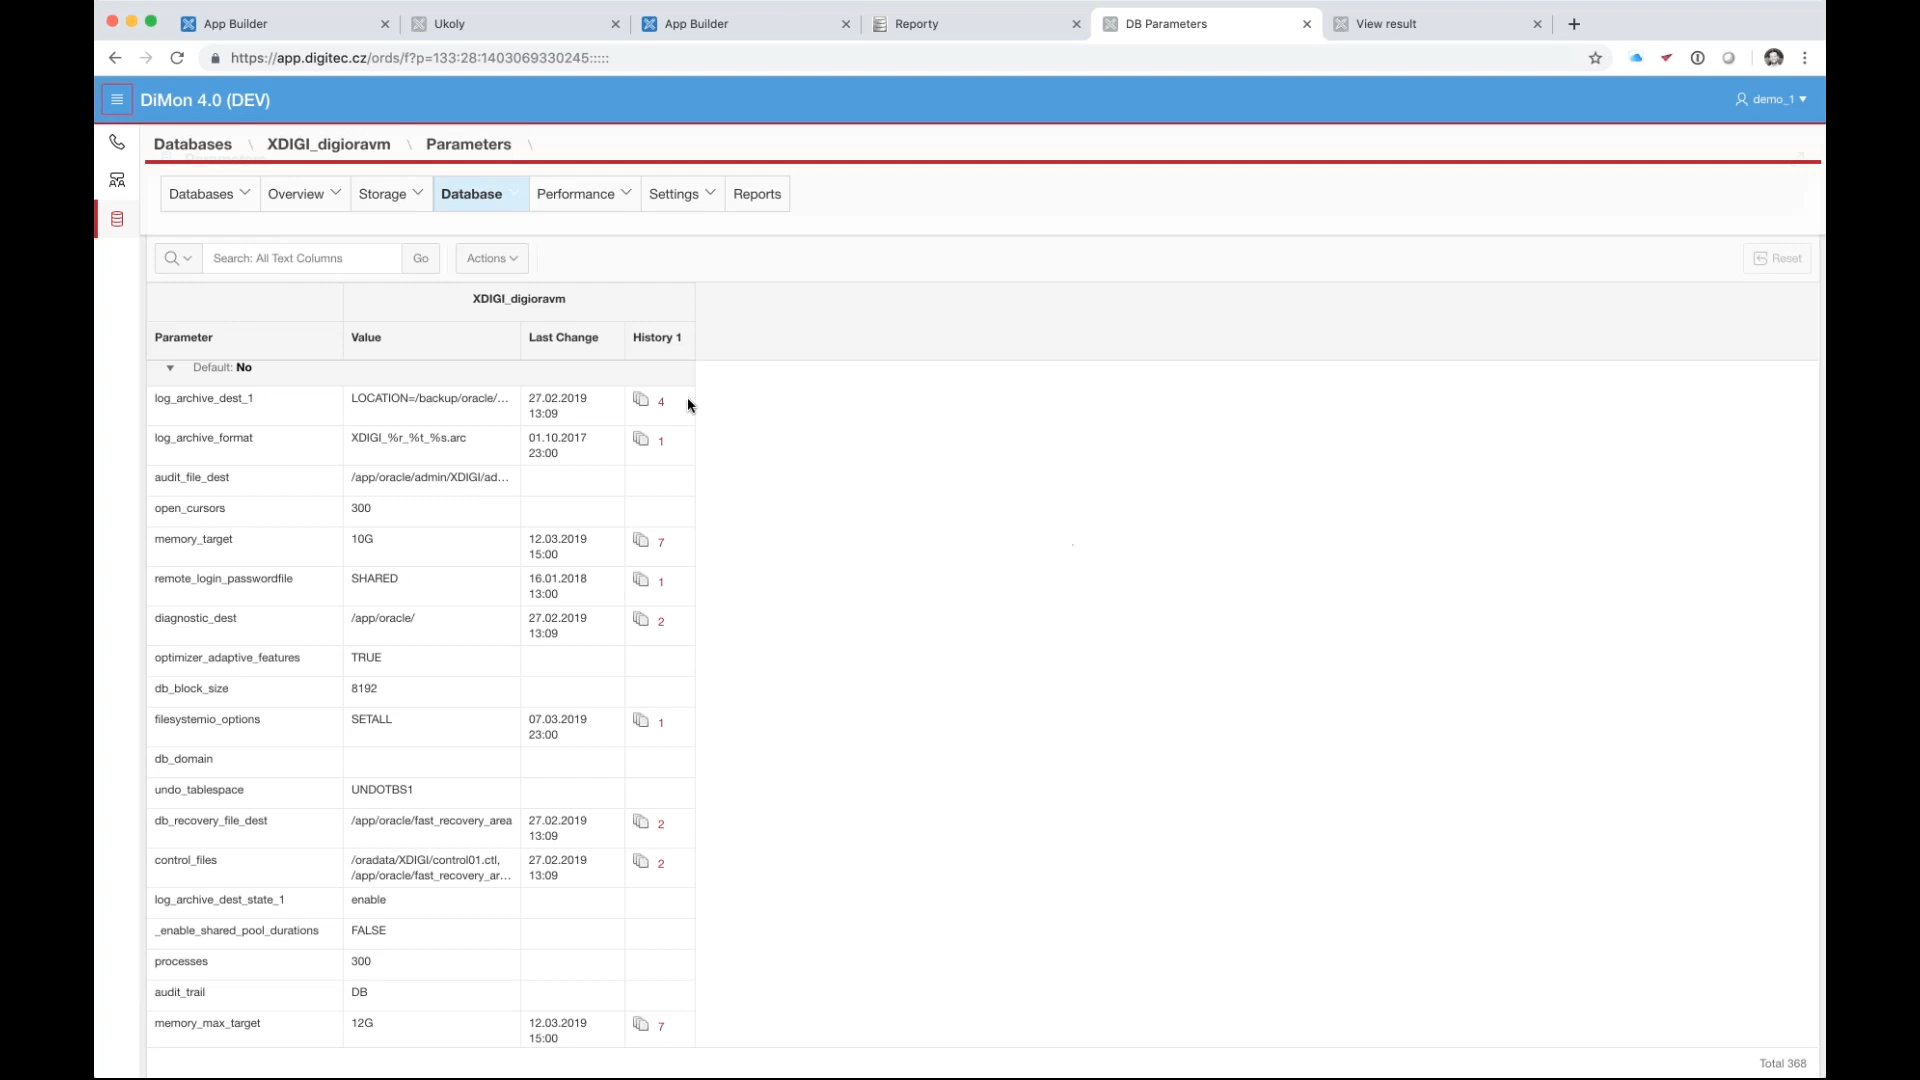 App Builder
Ukoly
App Builder
Reporty
DB Parameters
View result
https://app.digitec.cz/ords/f?p=133:28:1403069330245:::::
DiMon 4.0 (DEV)
demo_1
Databases \ XDIGI_digioravm \ Parameters \
Databases
Overview
Storage
Database
Performance
Settings
Reports
Search: All Text Columns
Go
Actions
Reset
XDIGI_digioravm
Parameter Value Last Change History 1
Default: No
log_archive_dest_1 LOCATION=/backup/oracle/... 27.02.2019 4
13:09
log_archive_format XDIGI_%r_%t_%s.arc 01.10.2017 1
23:00
audit_file_dest /app/oracle/admin/XDIGI/ad...
open_cursors 300
memory_target 10G 12.03.2019 7
15:00
remote_login_passwordfile SHARED 16.01.2018 1
13:00
diagnostic_dest /app/oracle/ 27.02.2019 2
13:09
optimizer_adaptive_features TRUE
db_block_size 8192
filesystemio_options SETALL 07.03.2019 1
23:00
db_domain
undo_tablespace UNDOTBS1
db_recovery_file_dest /app/oracle/fast_recovery_area 27.02.2019 2
13:09
control_files /oradata/XDIGI/control01.ctl, 27.02.2019 2
/app/oracle/fast_recovery_ar... 13:09
log_archive_dest_state_1 enable
_enable_shared_pool_durations FALSE
processes 300
audit_trail DB
memory_max_target 12G 12.03.2019 7
15:00
Total 368